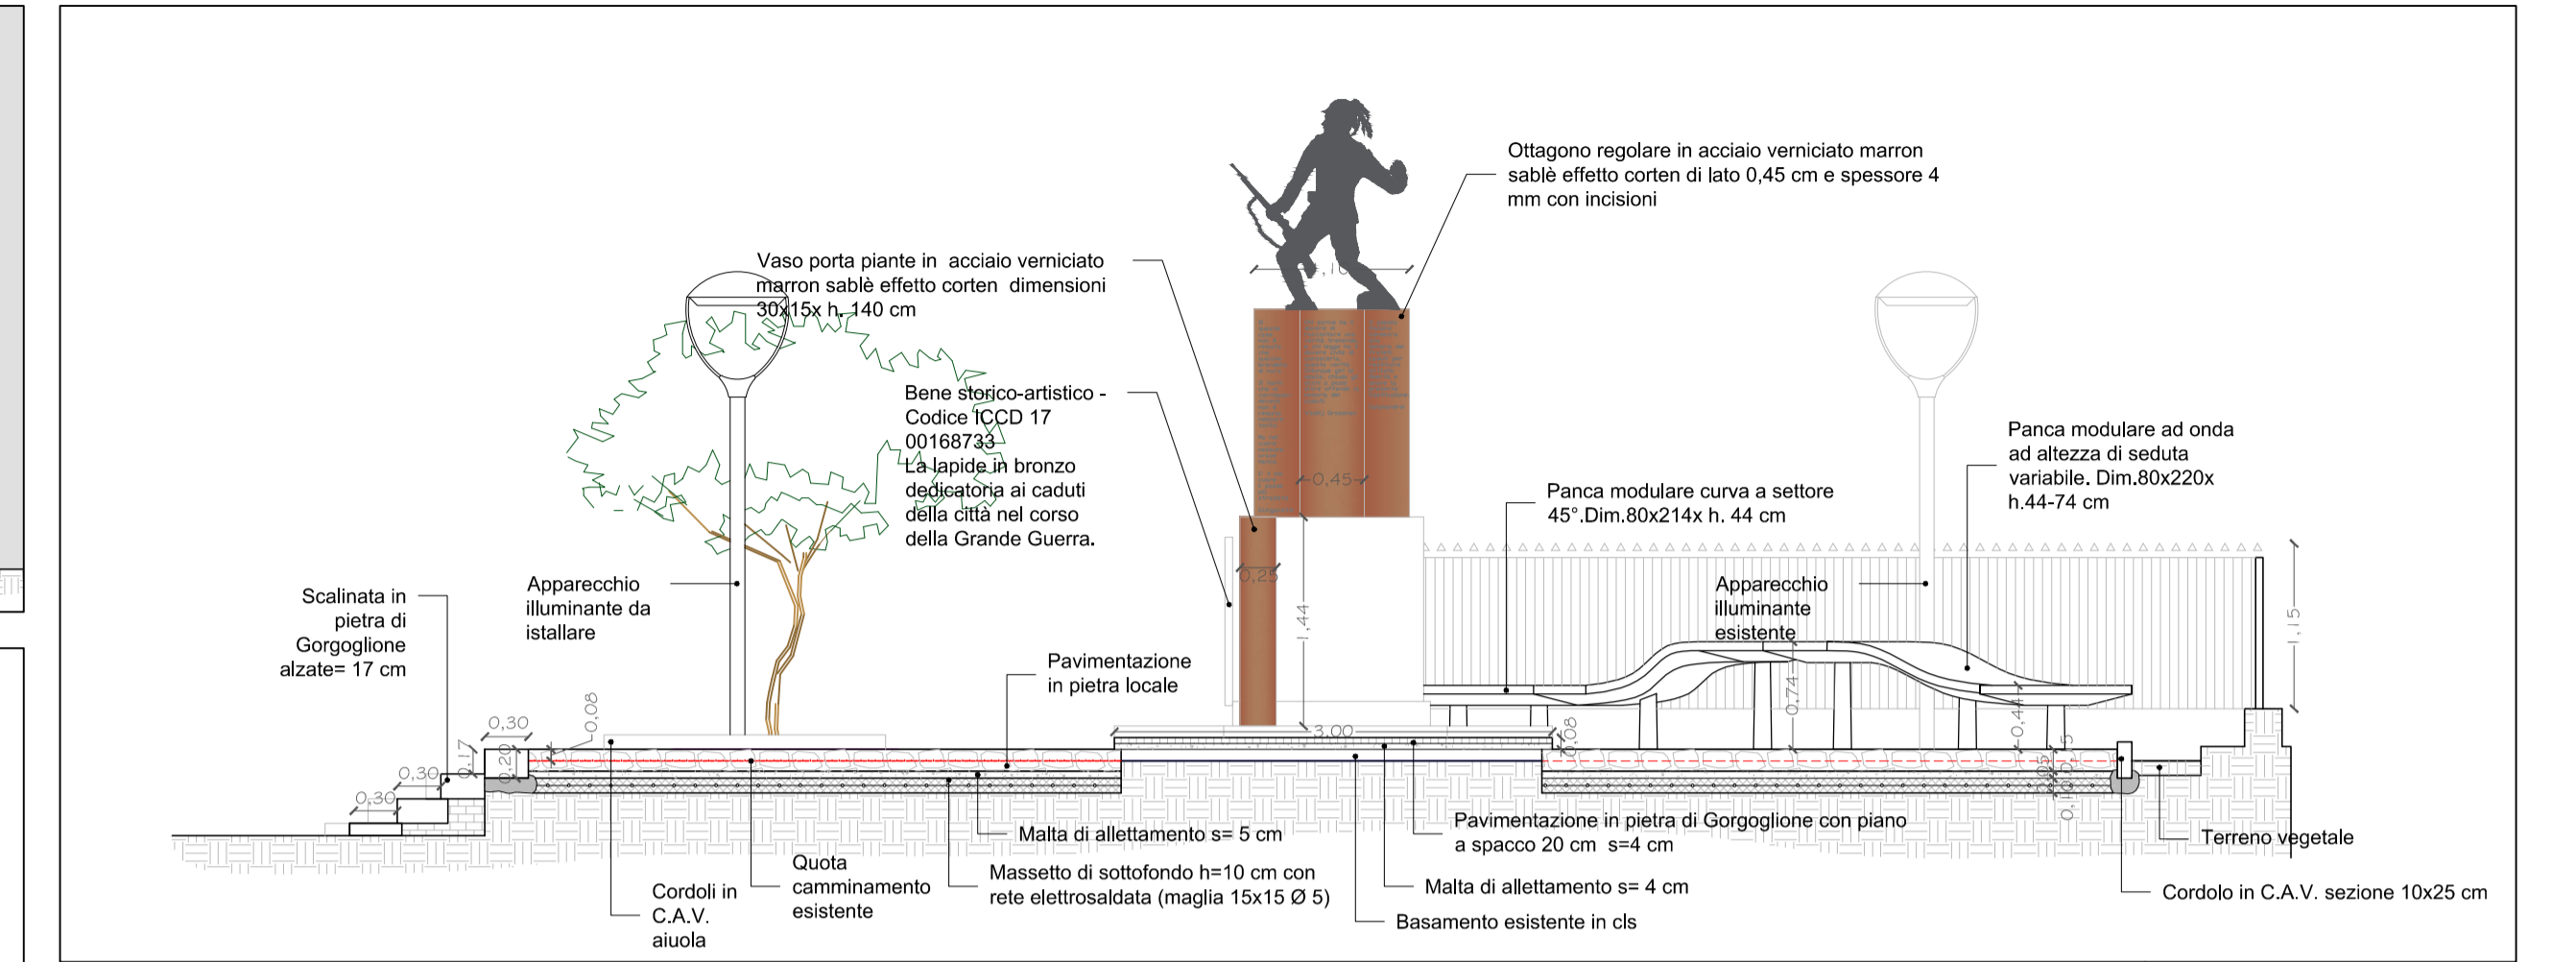 Ottagono regolare in acciaio verniciato marron
sablè effetto corten di lato 0,45 cm e spessore 4
mm con incisioni
Vaso porta piante in acciaio verniciato
marron sablè effetto corten dimensioni
30x15x h. 140 cm
Bene storico-artistico -
Codice ICCD 17
00168733
La lapide in bronzo
dedicatoria ai caduti
della città nel corso
della Grande Guerra.
Panca modulare ad onda
ad altezza di seduta
variabile. Dim.80x220x
h.44-74 cm
Panca modulare curva a settore
45°.Dim.80x214x h. 44 cm
0,45
0,25
1,44
1,15
Scalinata in
pietra di
Gorgoglione
alzate= 17 cm
Apparecchio
illuminante da
istallare
Apparecchio
illuminante
esistente
Pavimentazione
in pietra locale
0,30
0,08
0,17
0,20
0,30
0,30
3,00
0,08
0,74
Malta di allettamento s= 5 cm
Quota
camminamento
esistente
Massetto di sottofondo h=10 cm con
rete elettrosaldata (maglia 15x15 Ø 5)
Cordoli in
C.A.V.
aiuola
Pavimentazione in pietra di Gorgoglione con piano
a spacco 20 cm s=4 cm
Malta di allettamento s= 4 cm
Basamento esistente in cls
Terreno vegetale
Cordolo in C.A.V. sezione 10x25 cm